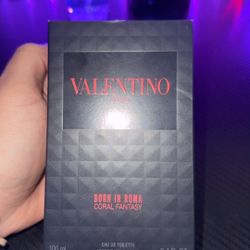 VALENTINO
BORN IN ROMA
CORAL FANTASY
EAU DE TOILETTE
100 ml